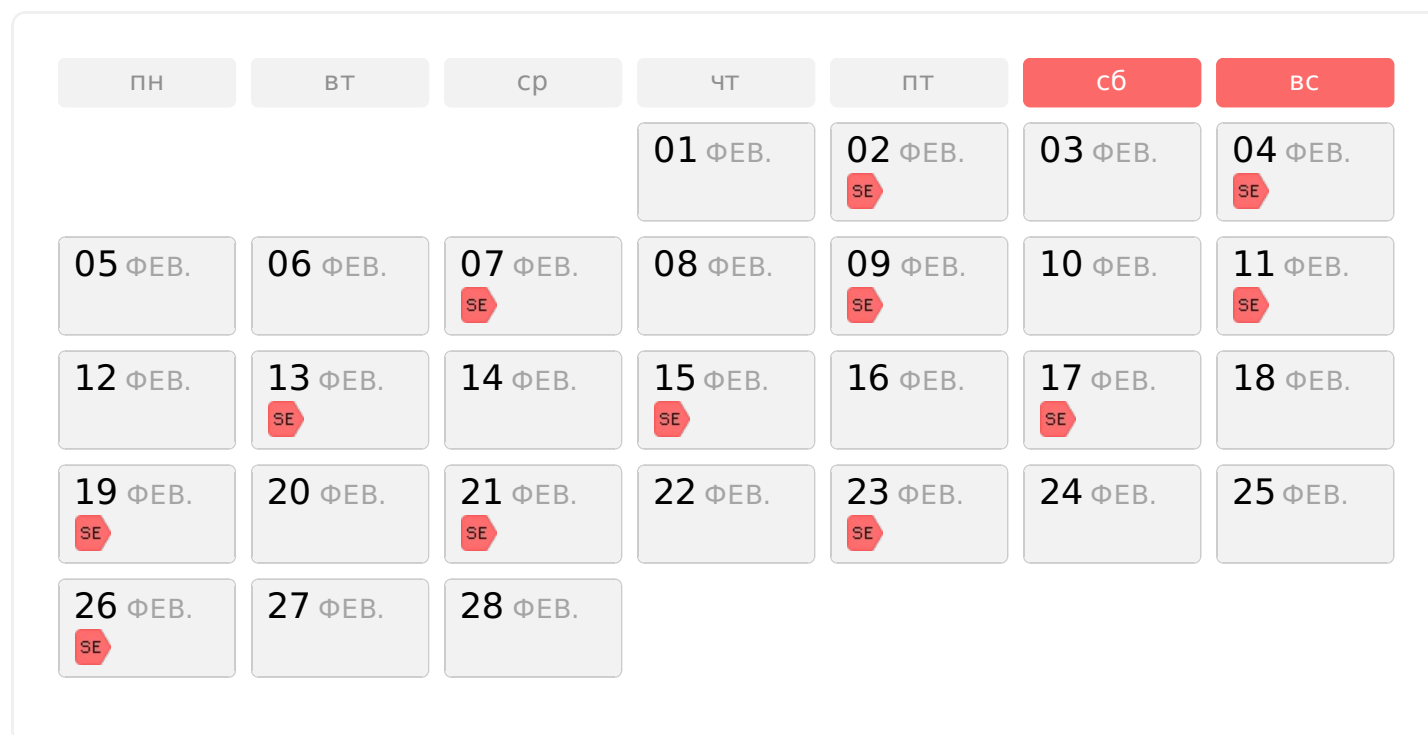 пн вт ср чт пт сб вс
01 ФЕВ. 02 ФЕВ. 03 ФЕВ. 04 ФЕВ.
SE SE
05 ФЕВ. 06 ФЕВ. 07 ФЕВ. 08 ФЕВ. 09 ФЕВ. 10 ФЕВ. 11 ФЕВ.
SE SE SE
12 ФЕВ. 13 ФЕВ. 14 ФЕВ. 15 ФЕВ. 16 ФЕВ. 17 ФЕВ. 18 ФЕВ.
SE SE SE
19 ФЕВ. 20 ФЕВ. 21 ФЕВ. 22 ФЕВ. 23 ФЕВ. 24 ФЕВ. 25 ФЕВ.
SE SE SE
26 ФЕВ. 27 ФЕВ. 28 ФЕВ.
SE